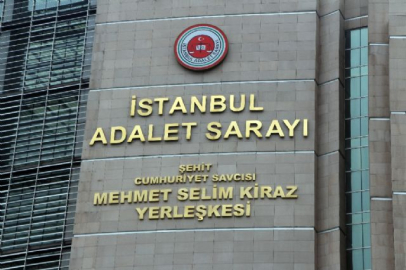 İSTANBUL
ADALET SARAYI
ŞEHİT
CUMHURİYET SAVCISI
MEHMET SELİM KİRAZ
YERLEŞKESİ